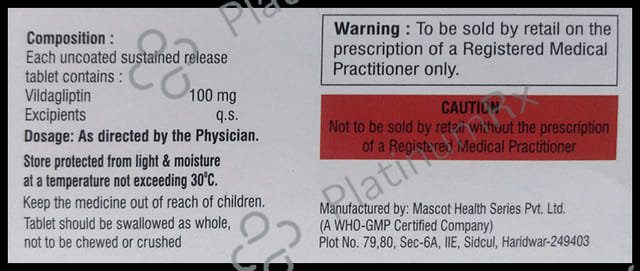 Composition :
Each uncoated sustained release
tablet contains :
Vildagliptin 100 mg
Excipients q.s.
Dosage: As directed by the Physician.
Store protected from light & moisture
at a temperature not exceeding 30°C.
Keep the medicine out of reach of children.
Tablet should be swallowed as whole,
not to be chewed or crushed
Warning : To be sold by retail on the
prescription of a Registered Medical
Practitioner only.
CAUTION
Not to be sold by retail without the prescription
of a Registered Medical Practitioner
Manufactured by: Mascot Health Series Pvt. Ltd.
(A WHO-GMP Certified Company)
Plot No. 79,80, Sec-6A, IIE, Sidcul, Haridwar-249403
PlatinumRx